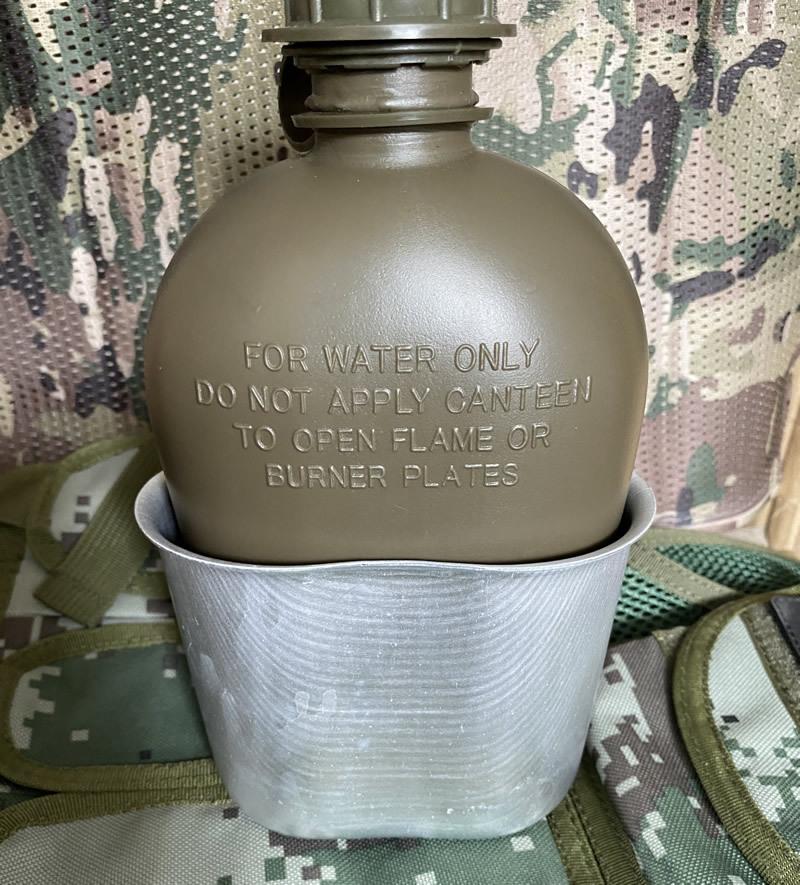 FOR WATER ONLY
DO NOT APPLY CANTEEN
TO OPEN FLAME OR
BURNER PLATES